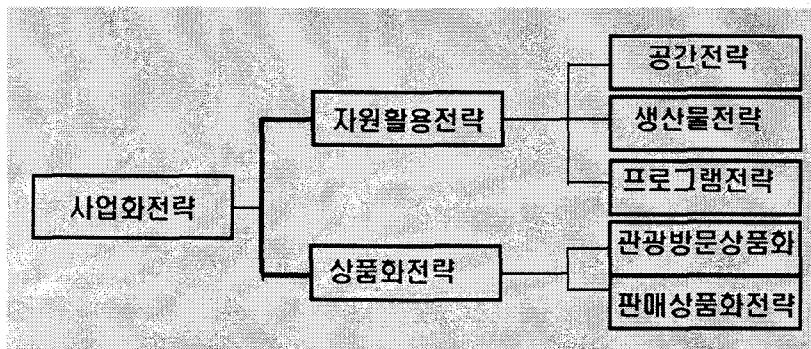 공간전략
자원활용전략
생산물전략
프로그램전략
사업화전략
관광방문상품화
상품화전략
판매상품화전략